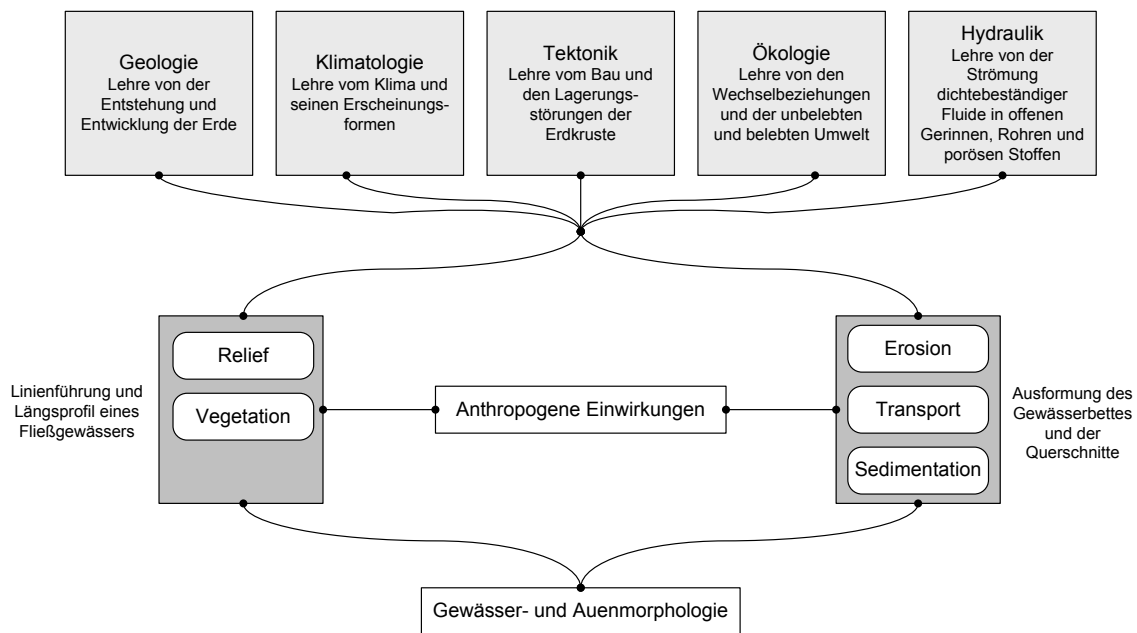 Geologie
Lehre von der
Entstehung und
Entwicklung der Erde
Klimatologie
Lehre vom Klima und
seinen Erscheinungs-
formen
Tektonik
Lehre vom Bau und
den Lagerungs-
störungen der
Erdkruste
Ökologie
Lehre von den
Wechselbeziehungen
und der unbelebten
und belebten Umwelt
Hydraulik
Lehre von der
Strömung
dichtebeständiger
Fluide in offenen
Gerinnen, Rohren und
porösen Stoffen
Linienführung und
Längsprofil eines
Fließgewässers
Relief
Vegetation
Anthropogene Einwirkungen
Erosion
Transport
Sedimentation
Ausformung des
Gewässerbettes
und der
Querschnitte
Gewässer- und Auenmorphologie